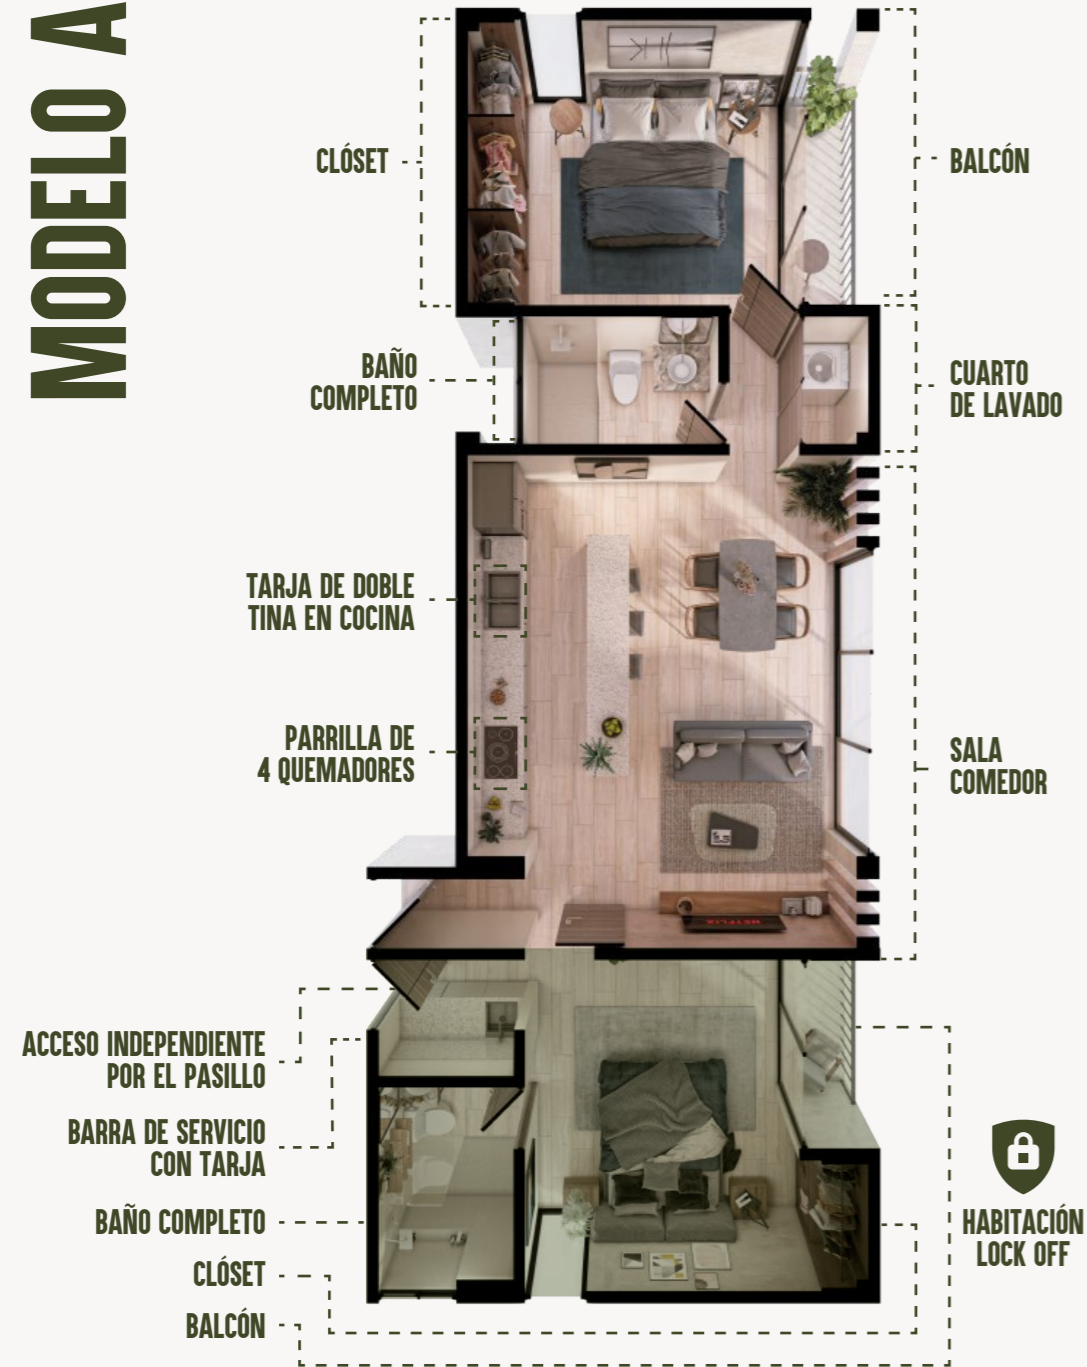 MODELO A
CLÓSET
BALCÓN
BAÑO
COMPLETO
CUARTO
DE LAVADO
TARJA DE DOBLE
TINA EN COCINA
PARRILLA DE
4 QUEMADORES
SALA
COMEDOR
NETFLIX
ACCESO INDEPENDIENTE
POR EL PASILLO
BARRA DE SERVICIO
CON TARJA
BAÑO COMPLETO
CLÓSET
BALCÓN
HABITACIÓN
LOCK OFF